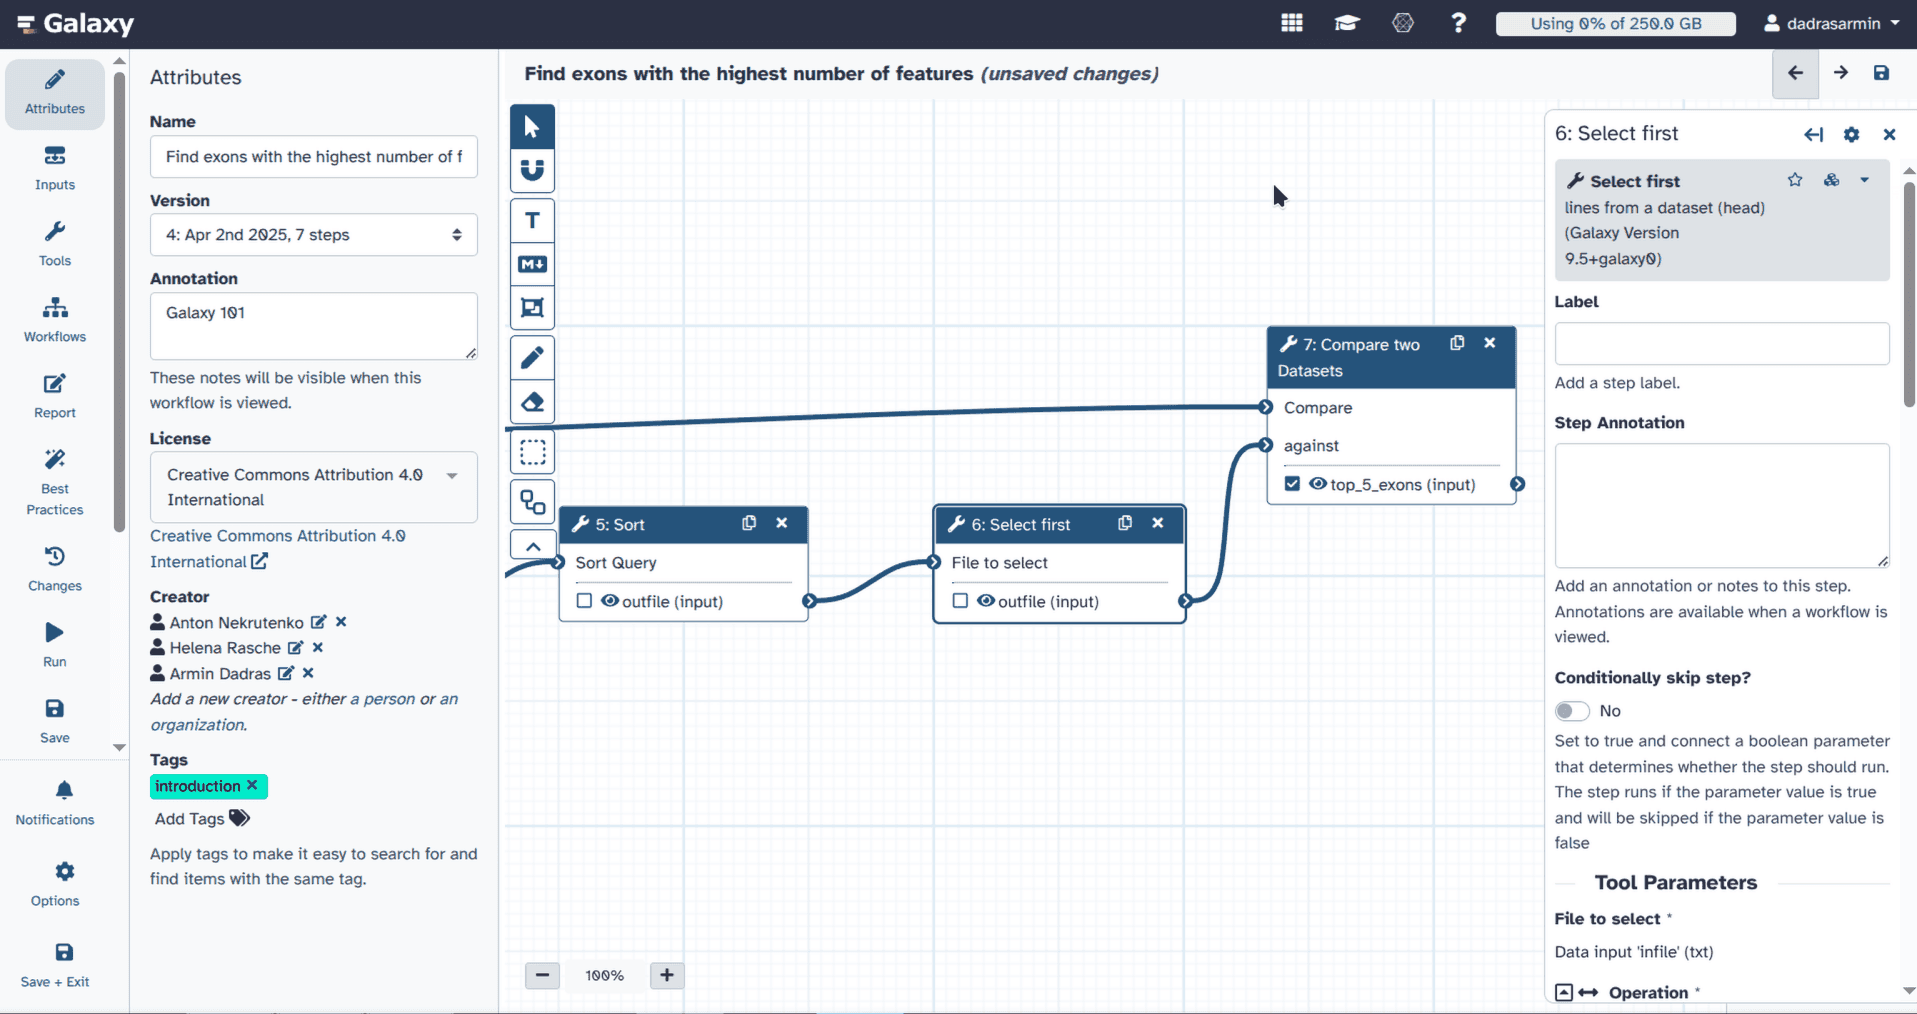 Galaxy
Using 0% of 250.0 GB
dadrasarmin
Attributes
Inputs
Tools
Workflows
Report
Best
Practices
Changes
Run
Save
Notifications
Options
Save + Exit
Attributes
Name
Find exons with the highest number of f
Version
4: Apr 2nd 2025, 7 steps
Annotation
Galaxy 101
These notes will be visible when this
workflow is viewed.
License
Creative Commons Attribution 4.0
International
Creative Commons Attribution 4.0
International
Creator
Anton Nekrutenko
Helena Rasche
Armin Dadras
Add a new creator - either a person or an
organization.
Tags
introduction
Add Tags
Apply tags to make it easy to search for and
find items with the same tag.
Find exons with the highest number of features (unsaved changes)
T
M
5: Sort
Sort Query
outfile (input)
6: Select first
File to select
outfile (input)
7: Compare two
Datasets
Compare
against
top_5_exons (input)
100%
6: Select first
Select first
lines from a dataset (head)
(Galaxy Version
9.5+galaxy0)
Label
Add a step label.
Step Annotation
Add an annotation or notes to this step.
Annotations are available when a workflow is
viewed.
Conditionally skip step?
No
Set to true and connect a boolean parameter
that determines whether the step should run.
The step runs if the parameter value is true
and will be skipped if the parameter value is
false
Tool Parameters
File to select *
Data input 'infile' (txt)
Operation *